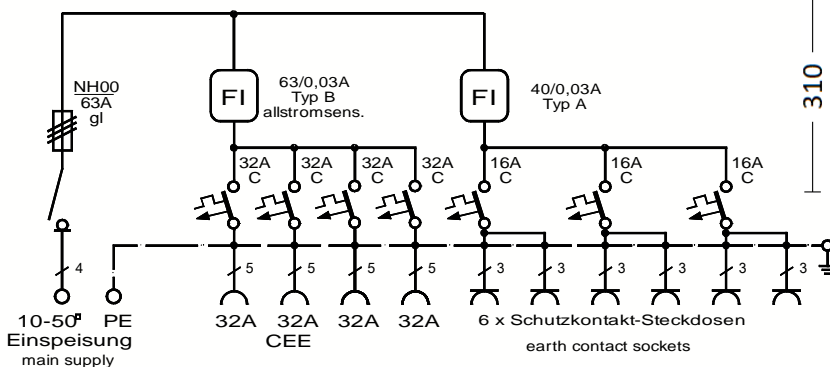 NH00
63A
gl
FI
63/0,03A
Typ B
allstromsens.
FI
40/0,03A
Typ A
310
32A
C
32A
C
32A
C
32A
C
16A
C
16A
C
16A
C
4
5
5
5
5
3
3
3
3
3
3
10-50 PE
Einspeisung
main supply
32A 32A 32A 32A
CEE
6 x Schutzkontakt-Steckdosen
earth contact sockets